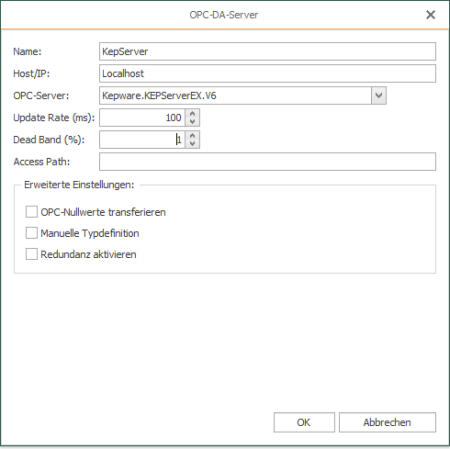 OPC-DA-Server
Name: KepServer
Host/IP: Localhost
OPC-Server: Kepware.KEPServerEX.V6
Update Rate (ms): 100
Dead Band (%): 1
Access Path:
Erweiterte Einstellungen:
OPC-Nullwerte transferieren
Manuelle Typdefinition
Redundanz aktivieren
OK Abbrechen